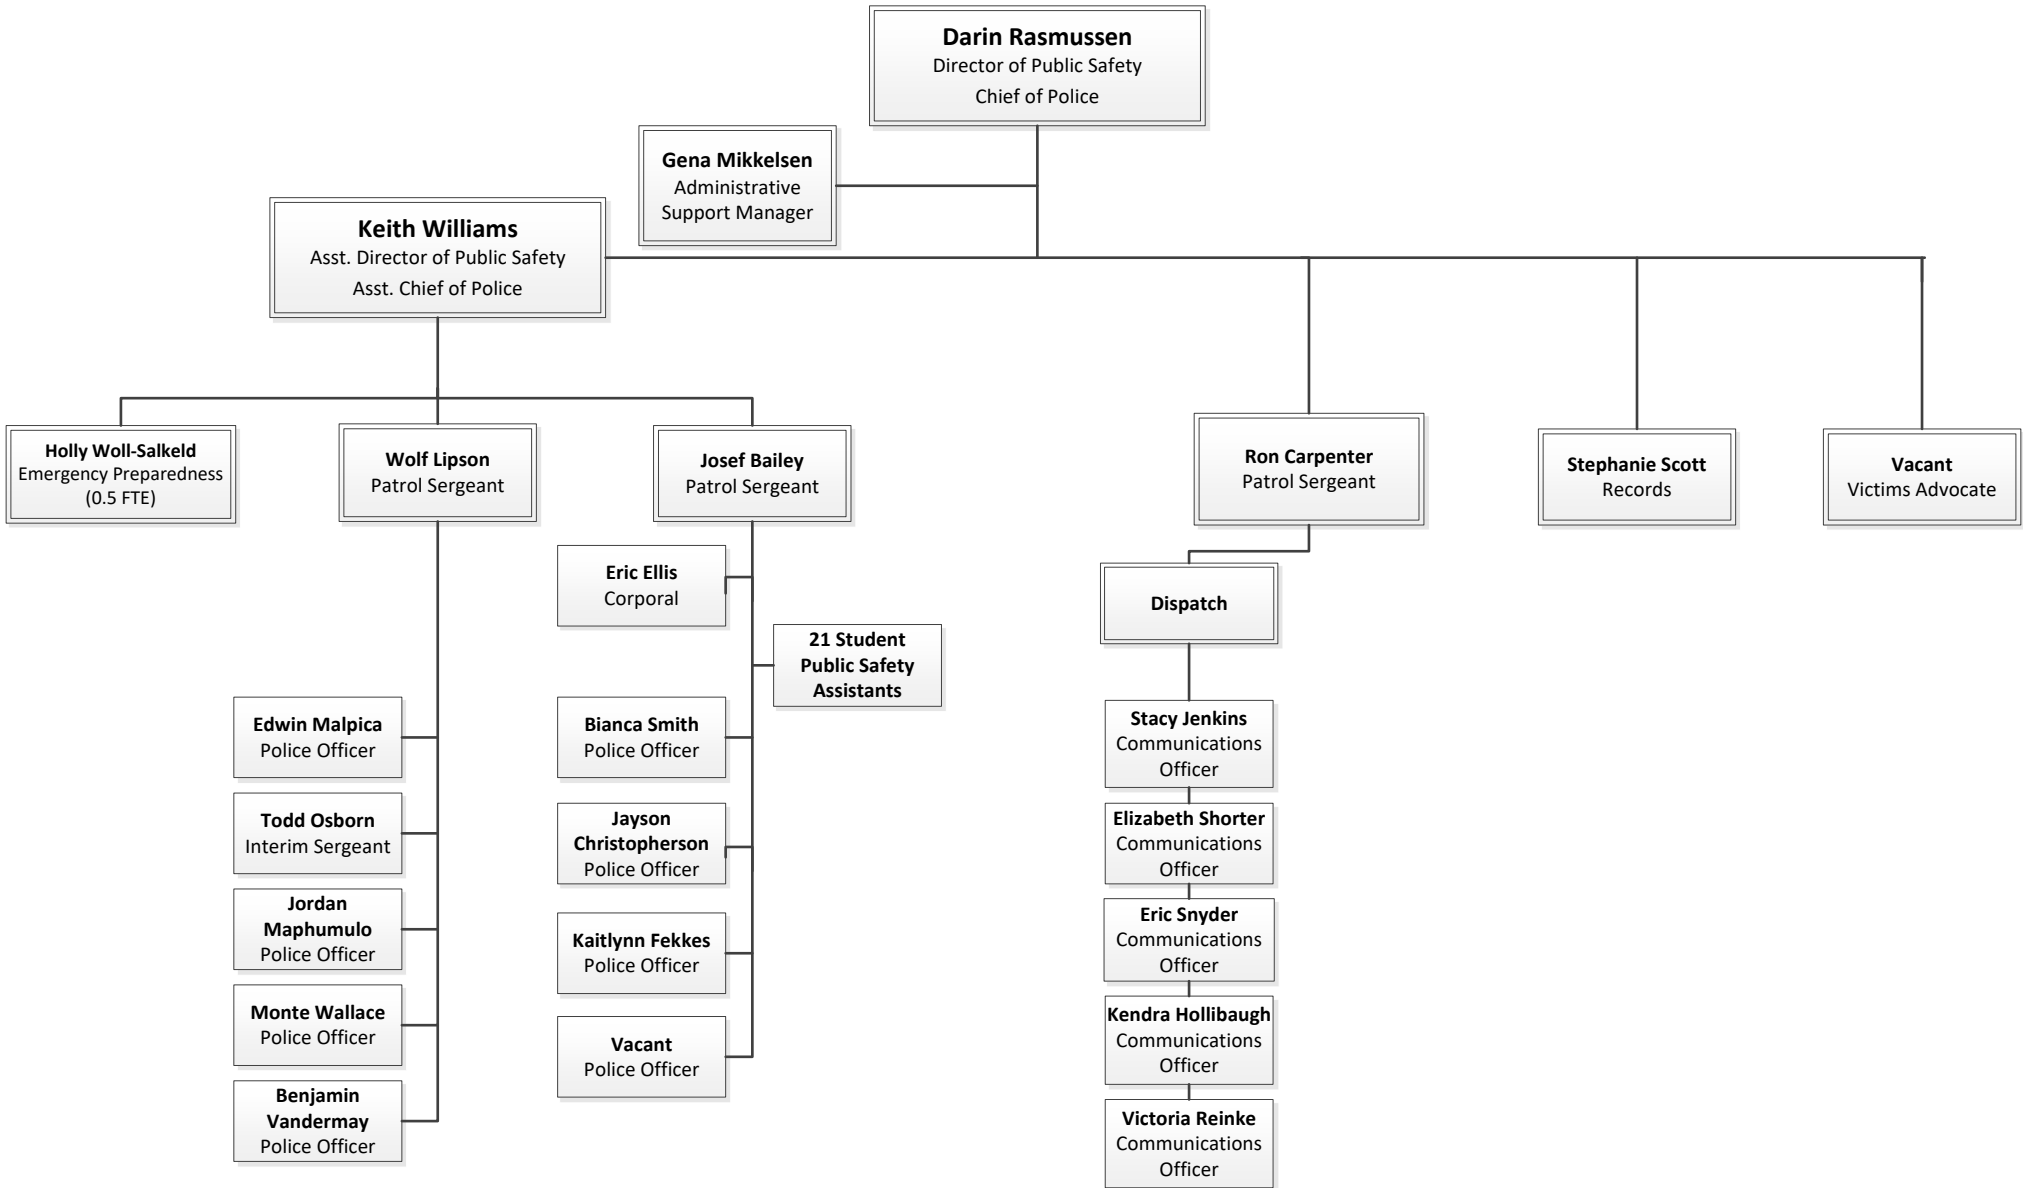 Darin Rasmussen
Director of Public Safety
Chief of Police
Gena Mikkelsen
Administrative
Support Manager
Keith Williams
Asst. Director of Public Safety
Asst. Chief of Police
Holly Woll-Salkeld
Emergency Preparedness
(0.5 FTE)
Wolf Lipson
Patrol Sergeant
Josef Bailey
Patrol Sergeant
Ron Carpenter
Patrol Sergeant
Stephanie Scott
Records
Vacant
Victims Advocate
Edwin Malpica
Police Officer
Todd Osborn
Interim Sergeant
Jordan
Maphumulo
Police Officer
Monte Wallace
Police Officer
Benjamin
Vandermay
Police Officer
Eric Ellis
Corporal
21 Student
Public Safety
Assistants
Bianca Smith
Police Officer
Jayson
Christopherson
Police Officer
Kaitlynn Fekkes
Police Officer
Vacant
Police Officer
Dispatch
Stacy Jenkins
Communications
Officer
Elizabeth Shorter
Communications
Officer
Eric Snyder
Communications
Officer
Kendra Hollibaugh
Communications
Officer
Victoria Reinke
Communications
Officer